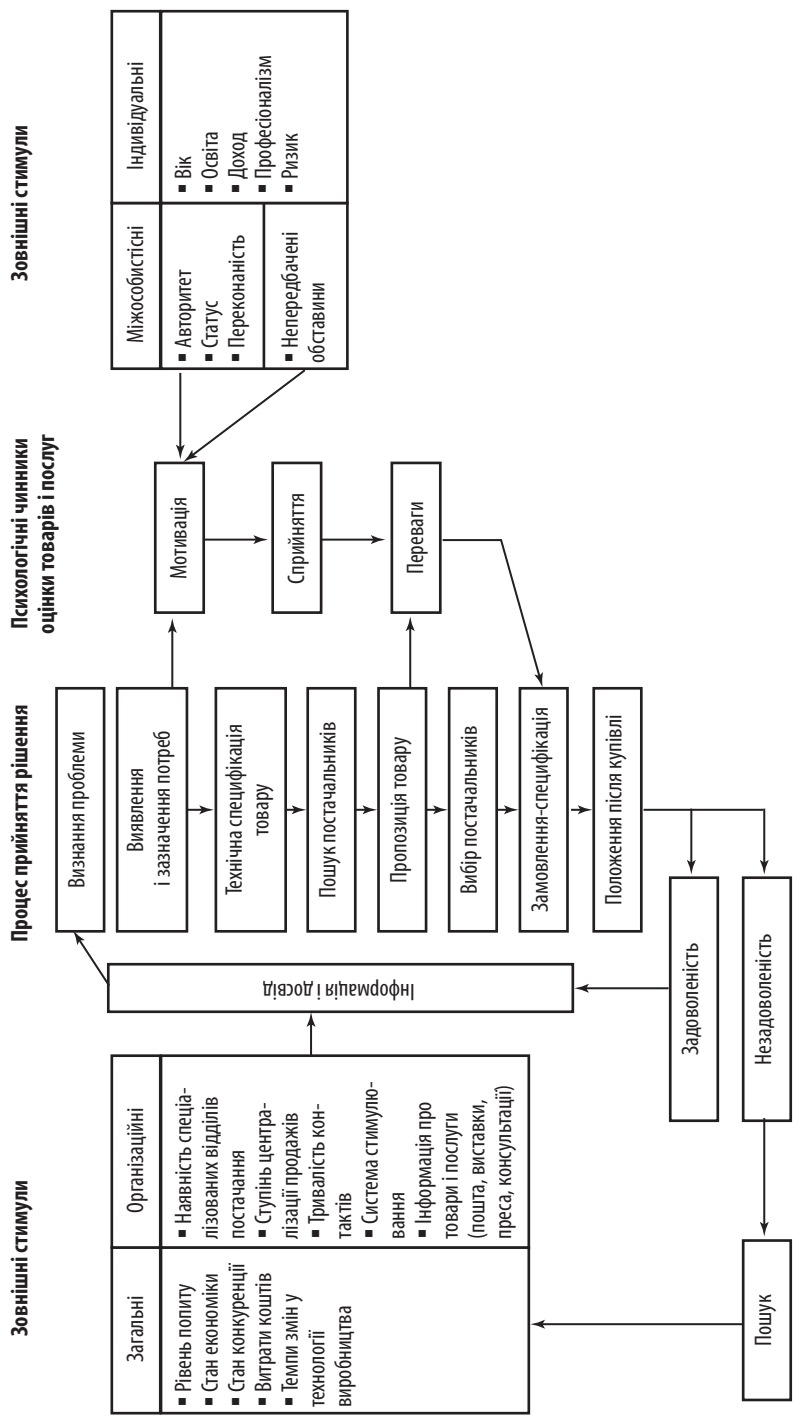 Зовнішні стимули
Загальні
Організаційні
▪ Рівень попиту
▪ Стан економіки
▪ Стан конкуренції
▪ Витрати коштів
▪ Темпи змін у
технології
виробництва
▪ Наявність спеціа-
лізованих відділів
постачання
▪ Ступінь центра-
лізації продажів
▪ Тривалість кон-
тактів
▪ Система стимулю-
вання
▪ Інформація про
товари і послуги
(пошта, виставки,
преса, консультації)
Пошук
Інформація і досвід
Задоволеність
Незадоволеність
Процес прийняття рішення
Визнання проблеми
Виявлення
і зазначення потреб
Технічна специфікація
товару
Пошук постачальників
Пропозиція товару
Вибір постачальників
Замовлення-специфікація
Положення після купівлі
Психологічні чинники
оцінки товарів і послуг
Мотивація
Сприйняття
Переваги
Зовнішні стимули
Міжособистісні
Індивідуальні
▪ Авторитет
▪ Статус
▪ Переконаність
▪ Непередбачені
обставини
▪ Вік
▪ Освіта
▪ Доход
▪ Професіоналізм
▪ Ризик